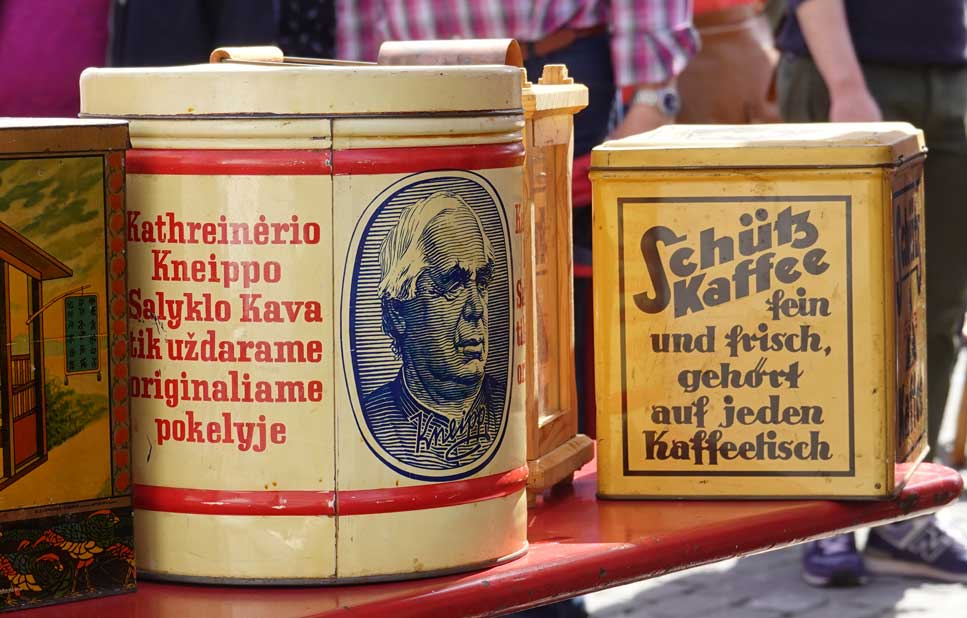 Kathreinėrio
Kneippo
Salyklo Kava
tik uždarame
originaliame
pokelyje
Kneipp
Schütz
Kaffee
fein
und frisch,
gehört
auf jeden
Kaffeetisch